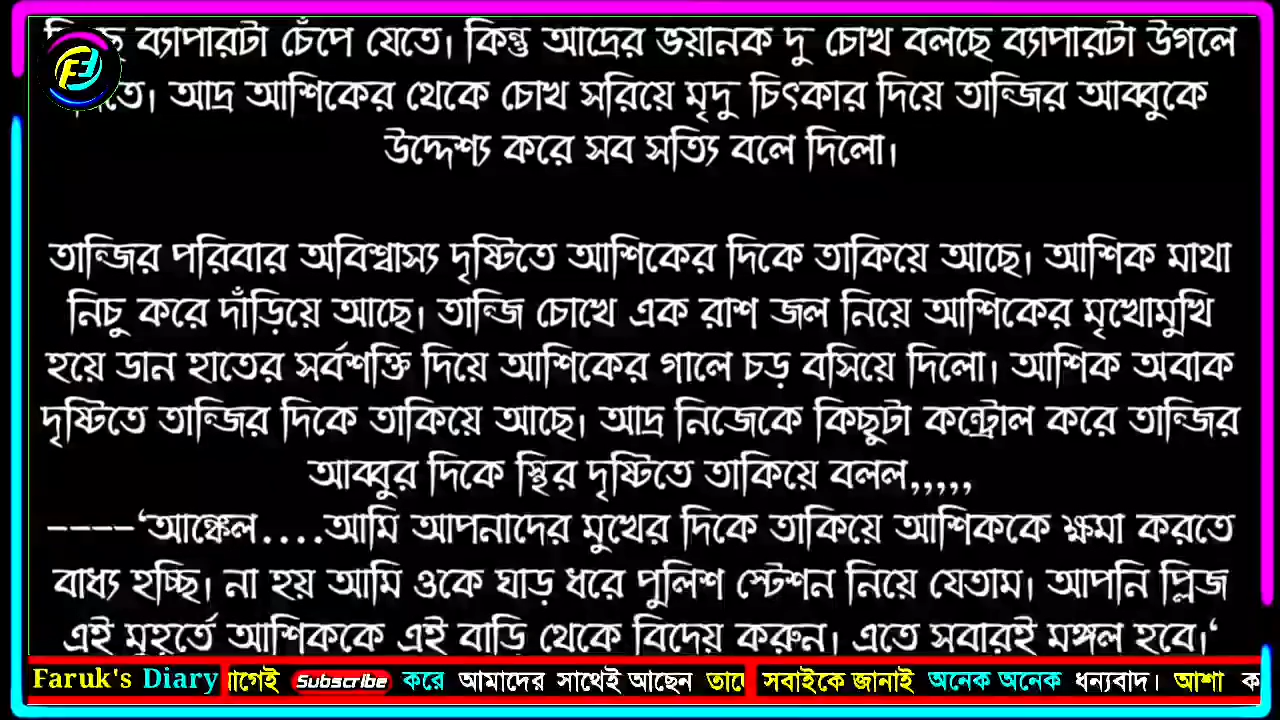 ব্যাপারটা চেঁপে যেতে। কিন্তু আদ্রের ভয়ানক দু চোখ বলছে ব্যাপারটা উগলে
আদ্র আশিকের থেকে চোখ সরিয়ে মৃদু চিৎকার দিয়ে তান্জির আব্বুকে
উদ্দেশ্য করে সব সত্যি বলে দিলো।
তান্জির পরিবার অবিশ্বাস্য দৃষ্টিতে আশিকের দিকে তাকিয়ে আছে। আশিক মাথা
নিচু করে দাঁড়িয়ে আছে। তান্জি চোখে এক রাশ জল নিয়ে আশিকের মূখোমুখি
হয়ে ডান হাতের সর্বশক্তি দিয়ে আশিকের গালে চড় বসিয়ে দিলো। আশিক অবাক
দৃষ্টিতে তান্জির দিকে তাকিয়ে আছে। আদ্র নিজেকে কিছুটা কন্ট্রোল করে তান্জির
আব্বুর দিকে স্থির দৃষ্টিতে তাকিয়ে বলল,,,,,
----‘আঙ্কেল....আমি আপনাদের মুখের দিকে তাকিয়ে আশিককে ক্ষমা করতে
বাধ্য হচ্ছি। না হয় আমি ওকে ঘাড় ধরে পুলিশ স্টেশন নিয়ে যেতাম। আপনি প্লিজ
এই মুহূর্তে আশিককে এই বাড়ি থেকে বিদেয় করুন। এতে সবারই মঙ্গল হবে।‘
Faruk's Diary Subscribe করে আমাদের সাথেই আছেন সবাইকে জানাই অনেক অনেক ধন্যবাদ। আশা